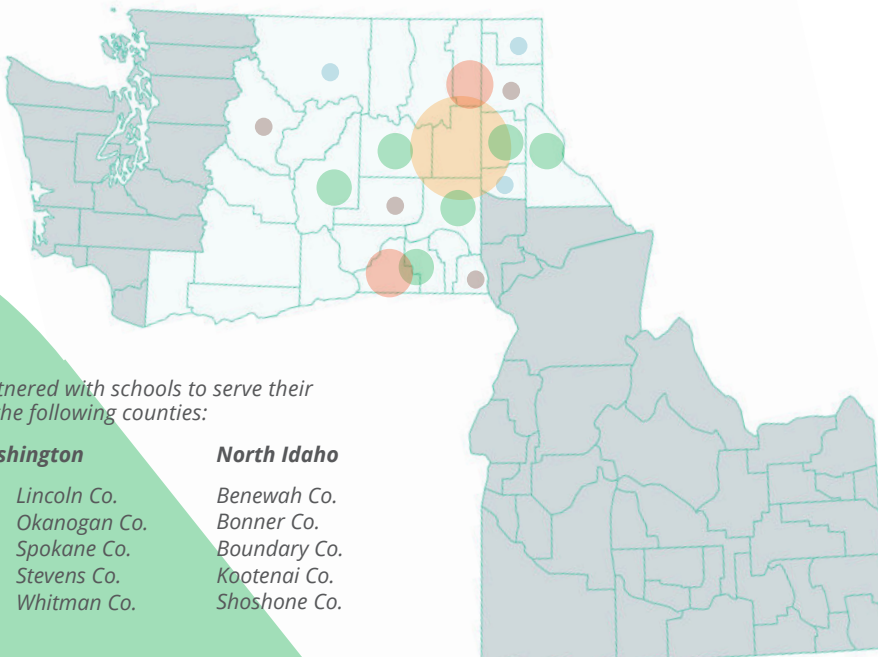 tnered with schools to serve their
the following counties:
shington
Lincoln Co.
Okanogan Co.
Spokane Co.
Stevens Co.
Whitman Co.
North Idaho
Benewah Co.
Bonner Co.
Boundary Co.
Kootenai Co.
Shoshone Co.